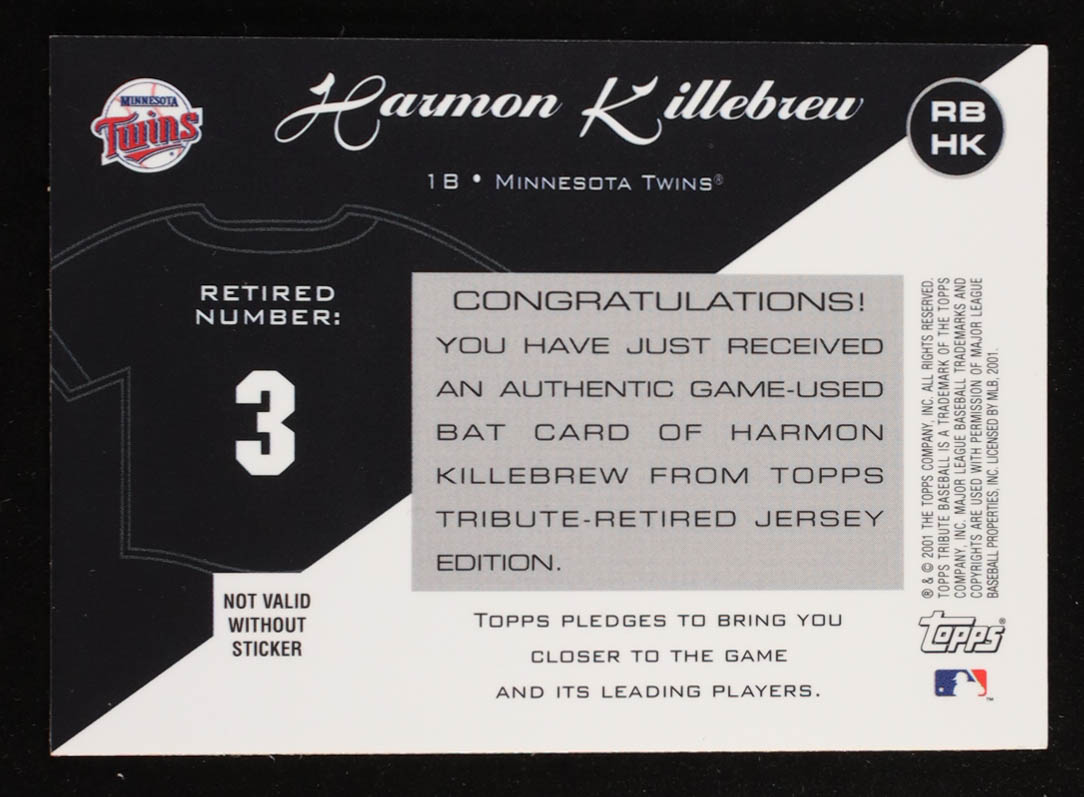 MINNESOTA
Twins
Harmon Killebrew
RB
HK
1B • MINNESOTA TWINS®
RETIRED
NUMBER:
3
CONGRATULATIONS!
YOU HAVE JUST RECEIVED
AN AUTHENTIC GAME-USED
BAT CARD OF HARMON
KILLEBREW FROM TOPPS
TRIBUTE-RETIRED JERSEY
EDITION.
NOT VALID
WITHOUT
STICKER
TOPPS PLEDGES TO BRING YOU
CLOSER TO THE GAME
AND ITS LEADING PLAYERS.
® & © 2001 THE TOPPS COMPANY, INC. ALL RIGHTS RESERVED.
TOPPS TRIBUTE BASEBALL IS A TRADEMARK OF THE TOPPS
COMPANY, INC. MAJOR LEAGUE BASEBALL TRADEMARKS AND
COPYRIGHTS ARE USED WITH PERMISSION OF MAJOR LEAGUE
BASEBALL PROPERTIES, INC. LICENSED BY MLB, 2001.
TOPPS®
™